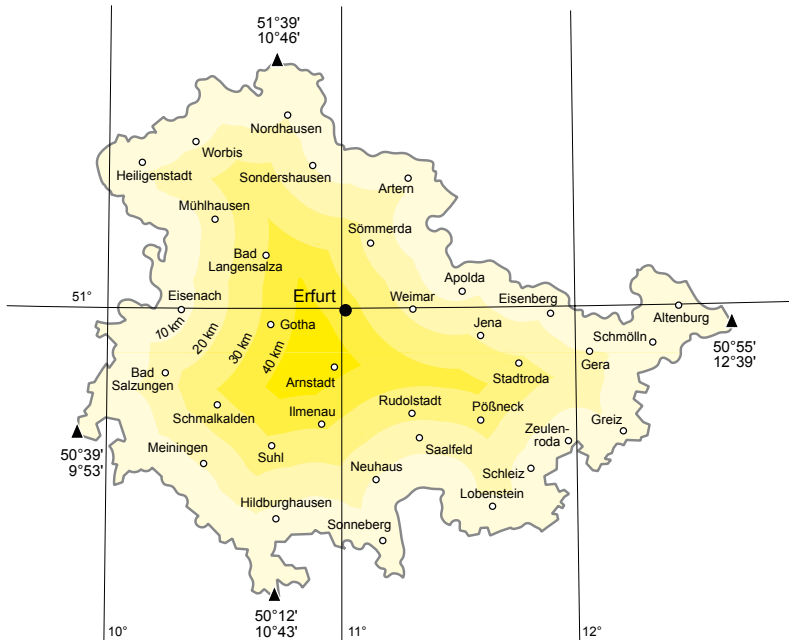 51°39'
10°46'
Nordhausen
Worbis
Heiligenstadt
Sondershausen
Artern
Mühlhausen
Sömmerda
Bad
Langensalza
Apolda
51°
Eisenach
Erfurt
Weimar
Eisenberg
Altenburg
10 km
20 km
30 km
40 km
Gotha
Jena
Schmölln
50°55'
12°39'
Gera
Bad
Salzungen
Arnstadt
Stadtroda
Schmalkalden
Ilmenau
Rudolstadt
Pößneck
Zeulen-
roda
Greiz
50°39'
9°53'
Meiningen
Suhl
Saalfeld
Neuhaus
Schleiz
Lobenstein
Hildburghausen
Sonneberg
50°12'
10°43'
10°
11°
12°